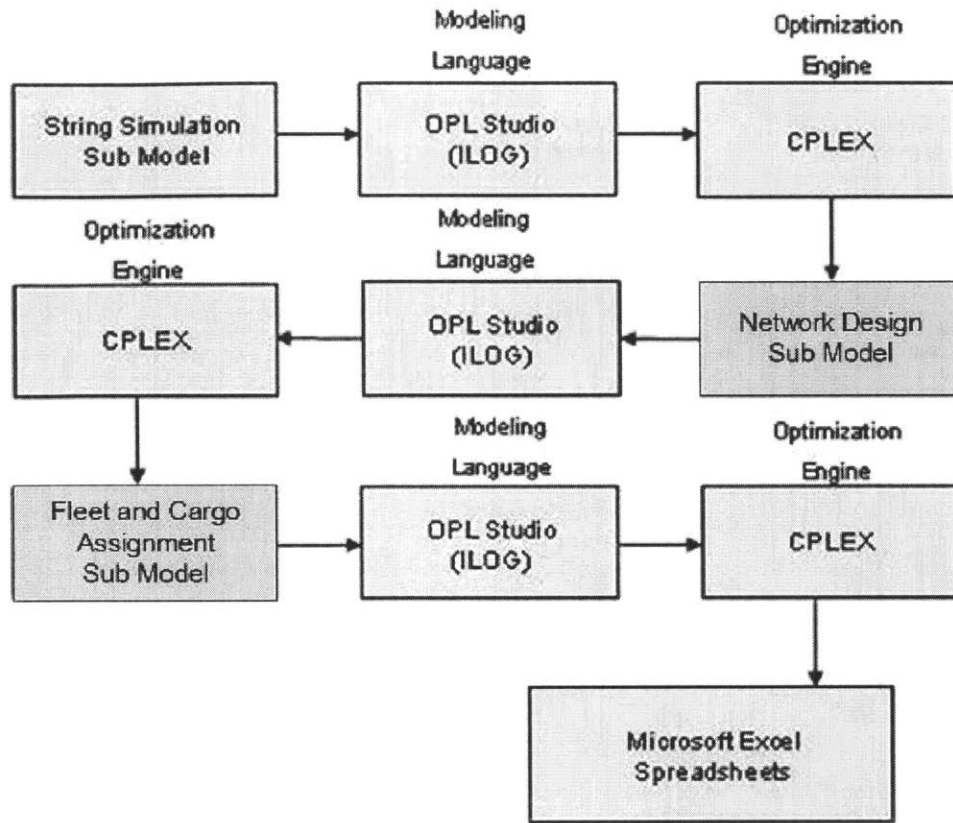 Modeling
Language
Optimization
Engine
String Simulation
Sub Model
OPL Studio
(ILOG)
CPLEX
Optimization
Engine
Modeling
Language
CPLEX
OPL Studio
(ILOG)
Network Design
Sub Model
Modeling
Language
Optimization
Engine
Fleet and Cargo
Assignment
Sub Model
OPL Studio
(ILOG)
CPLEX
Microsoft Excel
Spreadsheets